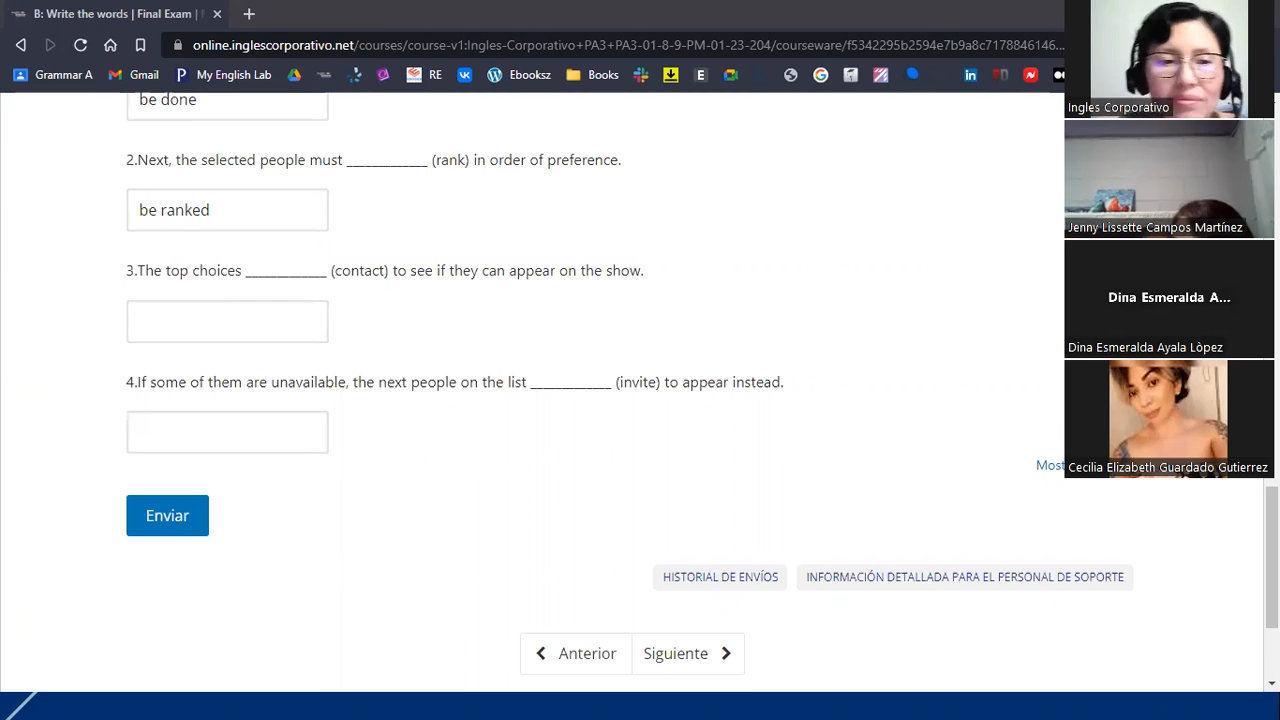 B: Write the words | Final Exam |
online.inglescorporativo.net/courses/course-v1:Ingles-Corporativo+PA3+PA3-01-8-9-PM-01-23-204/courseware/f5342295b2594e7b9a8c7178846146...
Grammar A
Gmail
My English Lab
RE
Ebooksz
Books
be done
2.Next, the selected people must ____________ (rank) in order of preference.
be ranked
3.The top choices ____________ (contact) to see if they can appear on the show.
4.If some of them are unavailable, the next people on the list ____________ (invite) to appear instead.
Most
Enviar
HISTORIAL DE ENVÍOS
INFORMACIÓN DETALLADA PARA EL PERSONAL DE SOPORTE
Anterior
Siguiente
Ingles Corporativo
Jenny Lissette Campos Martínez
Dina Esmeralda A...
Dina Esmeralda Ayala Lòpez
Cecilia Elizabeth Guardado Gutierrez